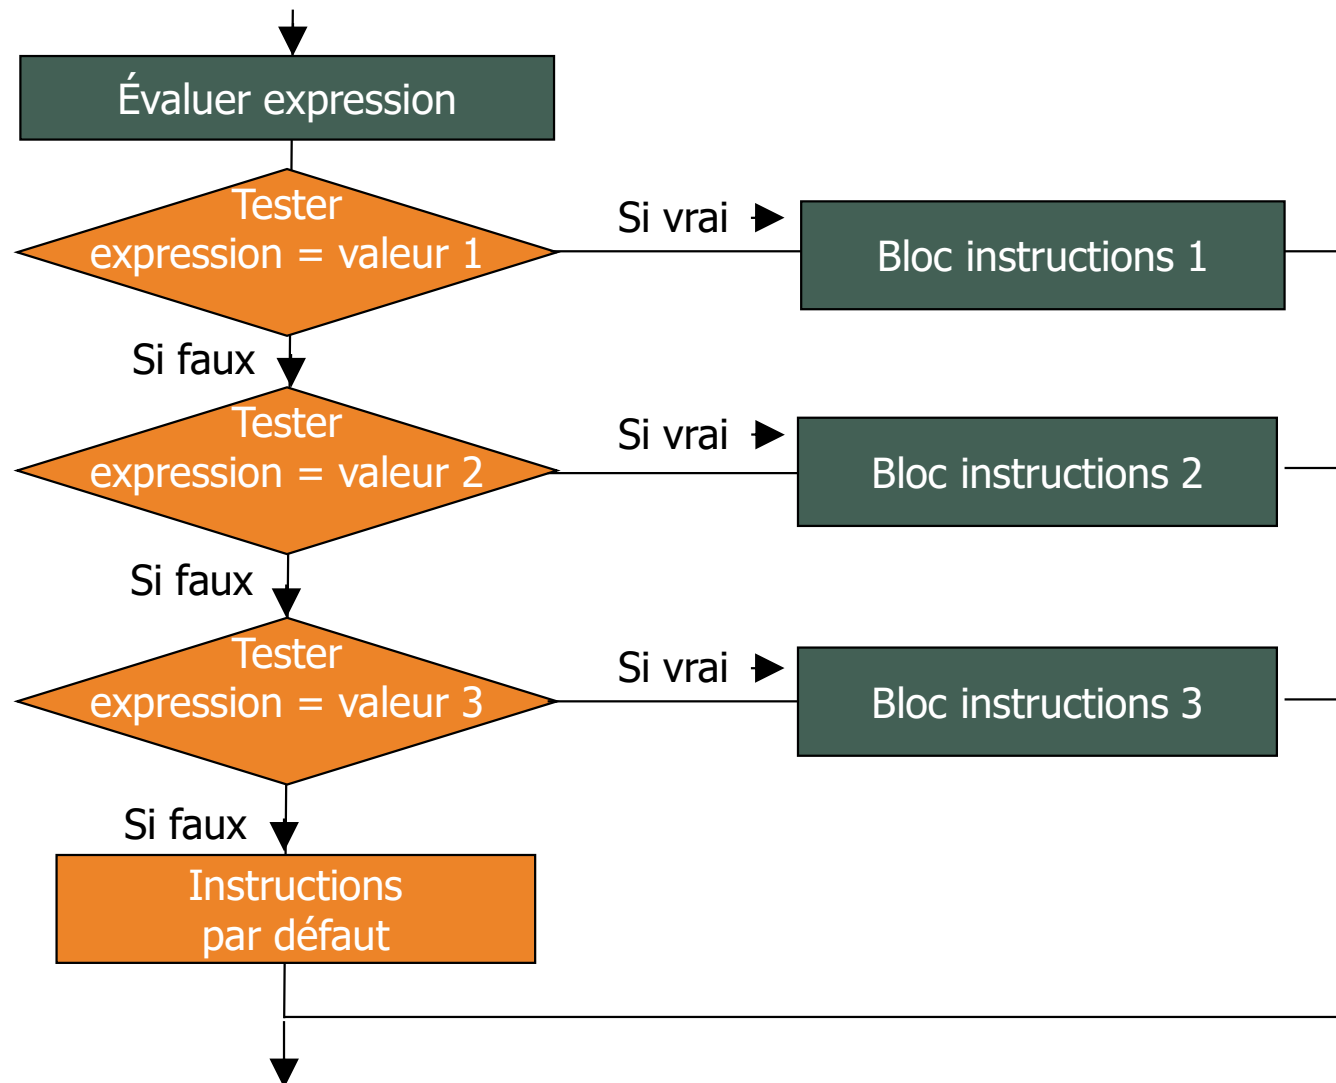 Évaluer expression
Tester
expression = valeur 1
Si vrai
Bloc instructions 1
Si faux
Tester
expression = valeur 2
Si vrai
Bloc instructions 2
Si faux
Tester
expression = valeur 3
Si vrai
Bloc instructions 3
Si faux
Instructions
par défaut